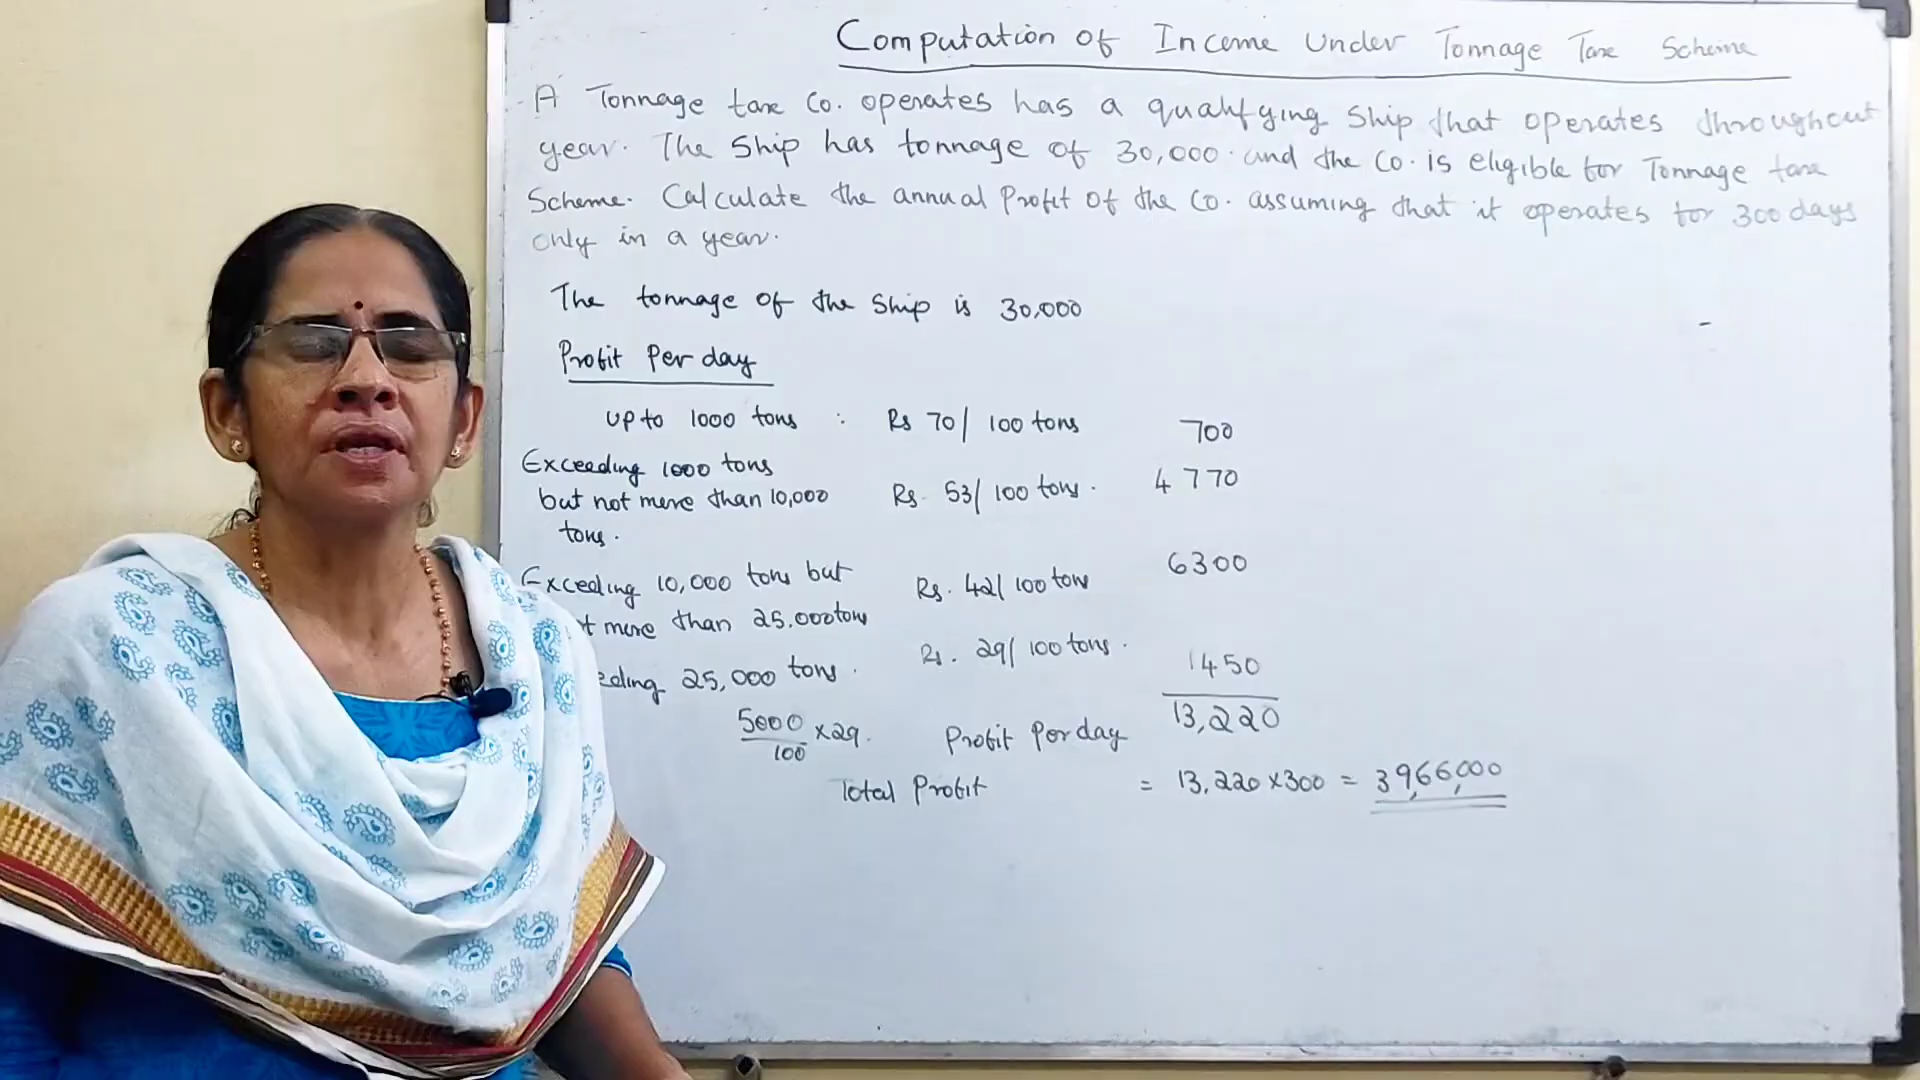 Computation of Income Under Tonnage Tax Scheme
A Tonnage tax Co. operates has a qualifying Ship that operates throughout
year. The Ship has tonnage of 30,000 and the Co. is eligible for Tonnage tax
Scheme. Calculate the annual Profit of the Co. assuming that it operates for 300 days
only in a year.
The tonnage of the Ship is 30,000
Profit Per day
Up to 1000 tons : Rs 70/ 100 tons 700
Exceeding 1000 tons
but not more than 10,000 Rs. 53/ 100 tons. 4770
tons.
Exceeding 10,000 tons but Rs. 42/ 100 tons 6300
t more than 25.000 tons
eding 25,000 tons. Rs. 29/ 100 tons. 1450
5000/100 x 29. Profit Per day 13,220
Total Profit = 13,220 x 300 = 39,66,000